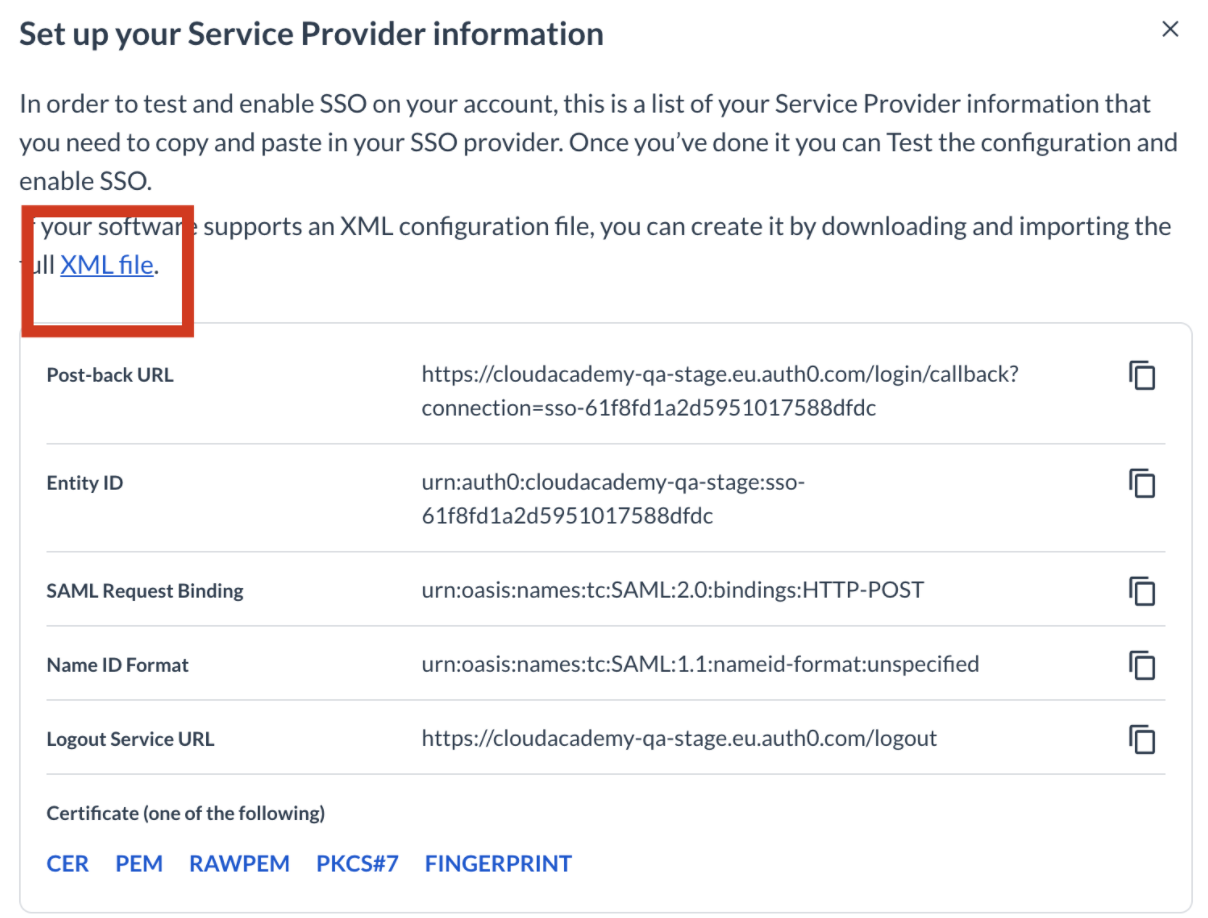 Set up your Service Provider information
In order to test and enable SSO on your account, this is a list of your Service Provider information that
you need to copy and paste in your SSO provider. Once you’ve done it you can Test the configuration and
enable SSO.
your software supports an XML configuration file, you can create it by downloading and importing the
full XML file.
Post-back URL
https://cloudacademy-qa-stage.eu.auth0.com/login/callback?
connection=sso-61f8fd1a2d5951017588dfdc
Entity ID
urn:auth0:cloudacademy-qa-stage:sso-
61f8fd1a2d5951017588dfdc
SAML Request Binding
urn:oasis:names:tc:SAML:2.0:bindings:HTTP-POST
Name ID Format
urn:oasis:names:tc:SAML:1.1:nameid-format:unspecified
Logout Service URL
https://cloudacademy-qa-stage.eu.auth0.com/logout
Certificate (one of the following)
CER PEM RAWPEM PKCS#7 FINGERPRINT